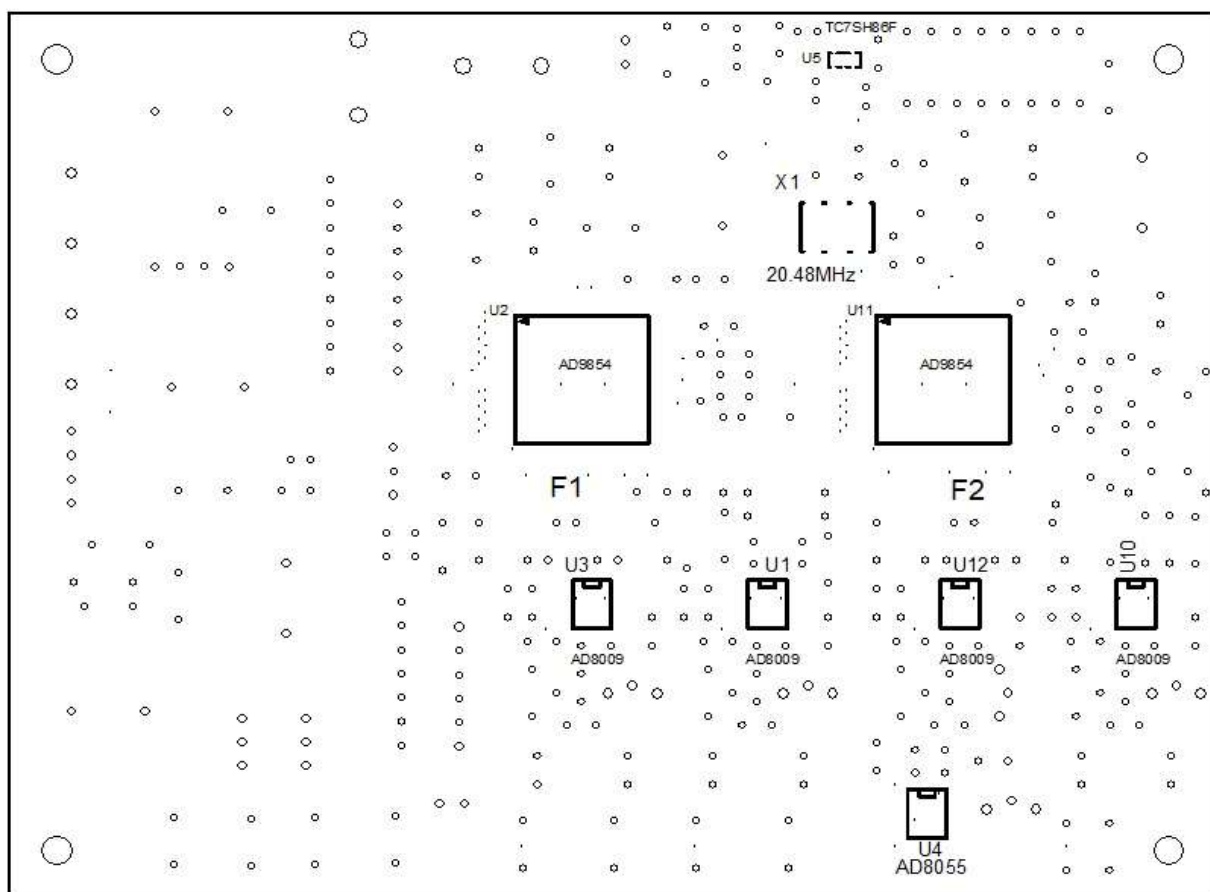 TC7SH86F
U5
X1
20.48MHz
U2
U11
AD9854
AD9854
F1
F2
U3
U1
U12
U10
AD8009
AD8009
AD8009
AD8009
U4
AD8055